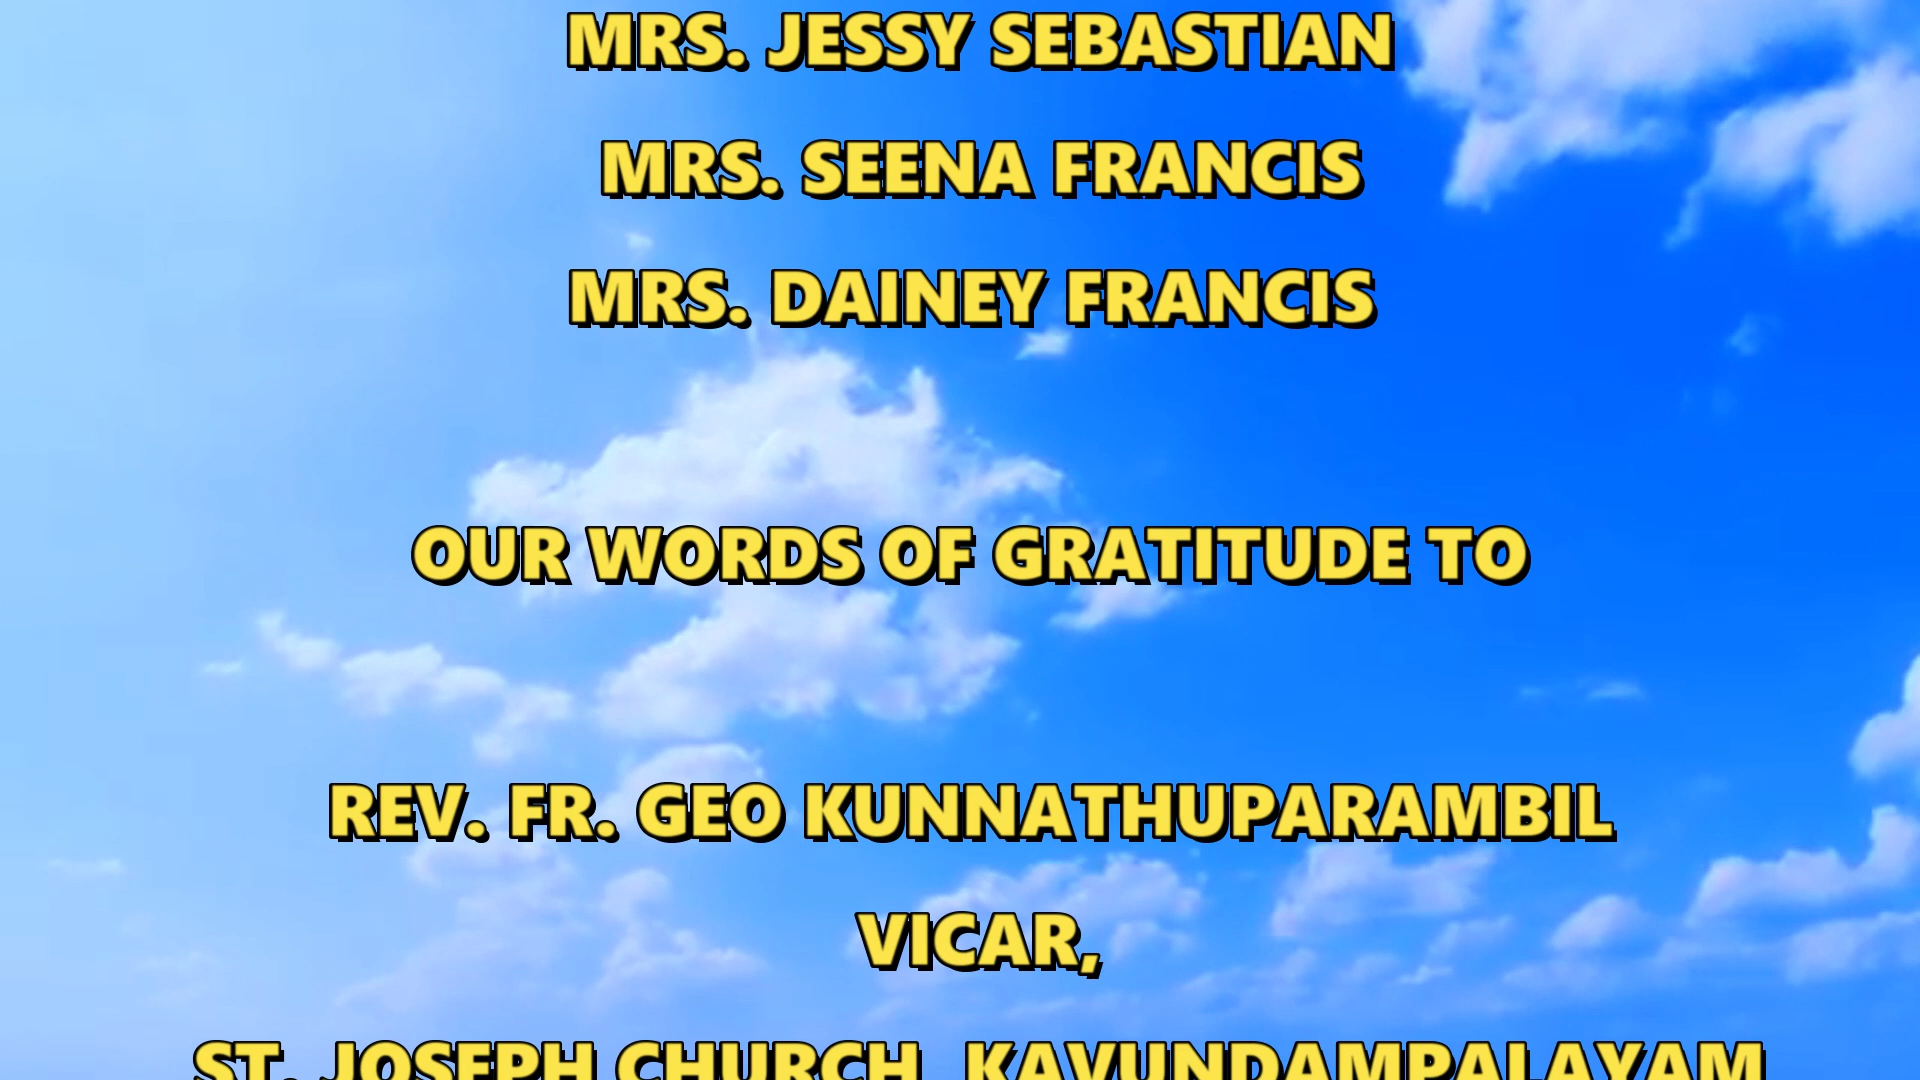 MRS. JESSY SEBASTIAN
MRS. SEENA FRANCIS
MRS. DAINEY FRANCIS
OUR WORDS OF GRATITUDE TO
REV. FR. GEO KUNNATHUPARAMBIL
VICAR,
ST. JOSEPH CHURCH, KAVUNDAMPALAYAM